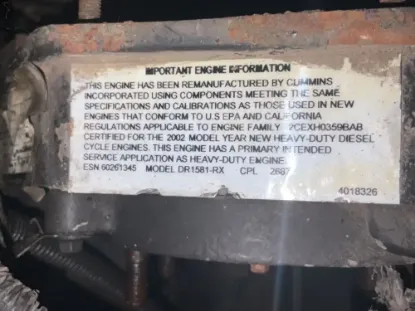 IMPORTANT ENGINE INFORMATION
THIS ENGINE HAS BEEN REMANUFACTURED BY CUMMINS
INCORPORATED USING COMPONENTS MEETING THE SAME
SPECIFICATIONS AND CALIBRATIONS AS THOSE USED IN NEW
ENGINES THAT CONFORM TO U.S EPA AND CALIFORNIA
REGULATIONS APPLICABLE TO ENGINE FAMILY 2CEXH0359BAB
CERTIFIED FOR THE 2002 MODEL YEAR NEW HEAVY-DUTY DIESEL
CYCLE ENGINES. THIS ENGINE HAS A PRIMARY INTENDED
SERVICE APPLICATION AS HEAVY-DUTY ENGINE
ESN 60261345 MODEL DR1581-RX CPL
4018326